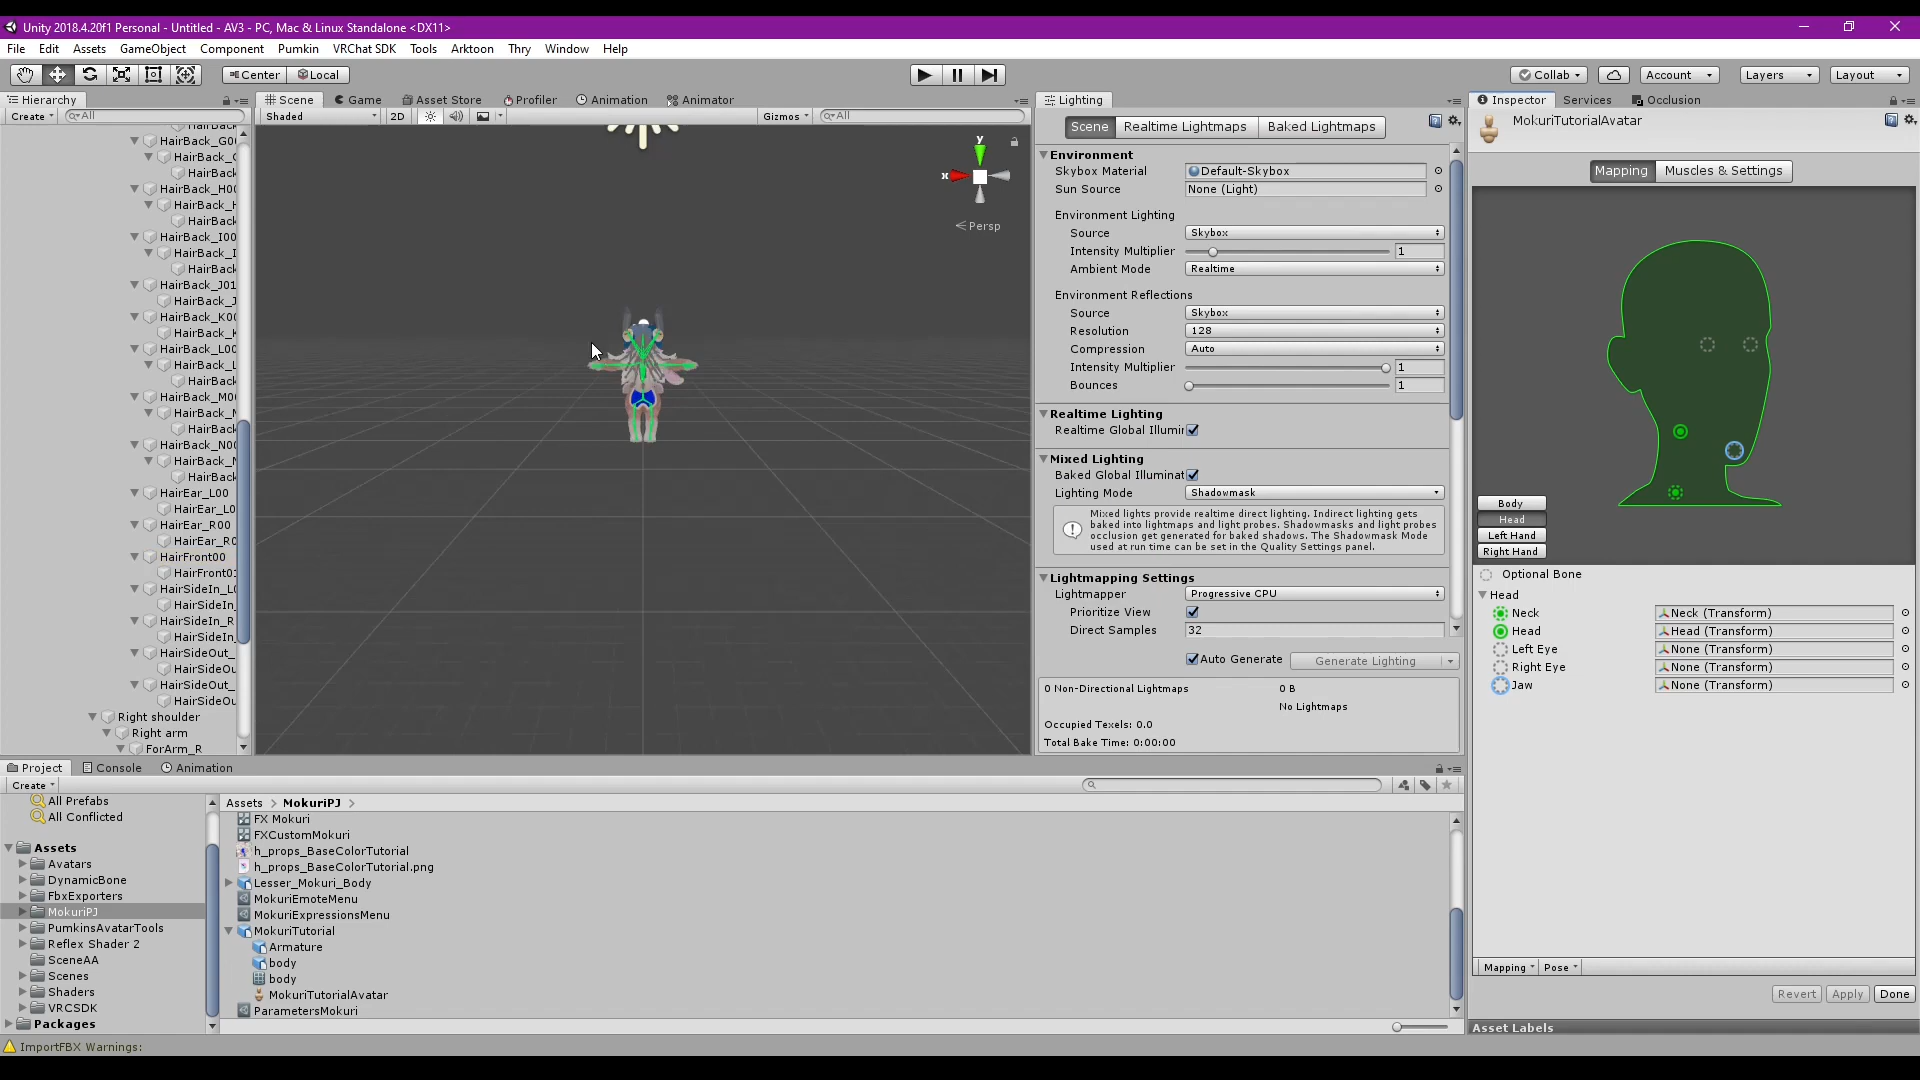 Unity 2018.4.20f1 Personal - Untitled - AV3 - PC, Mac & Linux Standalone <DX11>
File Edit Assets GameObject Component Pumkin VRChat SDK Tools Arktoon Thry Window Help
Center Local Collab Account Layers Layout
Hierarchy
Create All
HairBack
HairBack_G0
HairBack_
HairBack
HairBack_H00
HairBack_H
HairBack
HairBack_I00
HairBack_I
HairBack
HairBack_J01
HairBack_J
HairBack_K00
HairBack_K
HairBack_L00
HairBack_L
HairBack
HairBack_M00
HairBack_
HairBack
HairBack_N00
HairBack_
HairBack
HairEar_L00
HairEar_L0
HairEar_R00
HairEar_R0
HairFront00
HairFront01
HairSideIn_L
HairSideIn_
HairSideIn_R
HairSideIn_
HairSideOut_
HairSideOu
HairSideOut_
HairSideOu
Right shoulder
Right arm
ForArm_R
Scene Game Asset Store Profiler Animation Animator
Shaded 2D Gizmos All
y
x
Persp
Lighting
Scene Realtime Lightmaps Baked Lightmaps
Environment
Skybox Material Default-Skybox
Sun Source None (Light)
Environment Lighting
Source Skybox
Intensity Multiplier 1
Ambient Mode Realtime
Environment Reflections
Source Skybox
Resolution 128
Compression Auto
Intensity Multiplier 1
Bounces 1
Realtime Lighting
Realtime Global Illumi
Mixed Lighting
Baked Global Illuminat
Lighting Mode Shadowmask
Mixed lights provide realtime direct lighting. Indirect lighting gets
baked into lightmaps and light probes. Shadowmasks and light probes
occlusion get generated for baked shadows. The Shadowmask Mode
used at run time can be set in the Quality Settings panel.
Lightmapping Settings
Lightmapper Progressive CPU
Prioritize View
Direct Samples 32
Auto Generate Generate Lighting
0 Non-Directional Lightmaps 0 B
No Lightmaps
Occupied Texels: 0.0
Total Bake Time: 0:00:00
Inspector Services Occlusion
MokuriTutorialAvatar
Mapping Muscles & Settings
Body
Head
Left Hand
Right Hand
Optional Bone
Head
Neck Neck (Transform)
Head Head (Transform)
Left Eye None (Transform)
Right Eye None (Transform)
Jaw None (Transform)
Mapping Pose
Revert Apply Done
Asset Labels
Project Console Animation
Create
All Prefabs
All Conflicted
Assets
Avatars
DynamicBone
FbxExporters
MokuriPJ
PumkinsAvatarTools
Reflex Shader 2
SceneAA
Scenes
Shaders
VRCSDK
Packages
Assets > MokuriPJ >
FX Mokuri
FXCustomMokuri
h_props_BaseColorTutorial
h_props_BaseColorTutorial.png
Lesser_Mokuri_Body
MokuriEmoteMenu
MokuriExpressionsMenu
MokuriTutorial
Armature
body
body
MokuriTutorialAvatar
ParametersMokuri
ImportFBX Warnings: